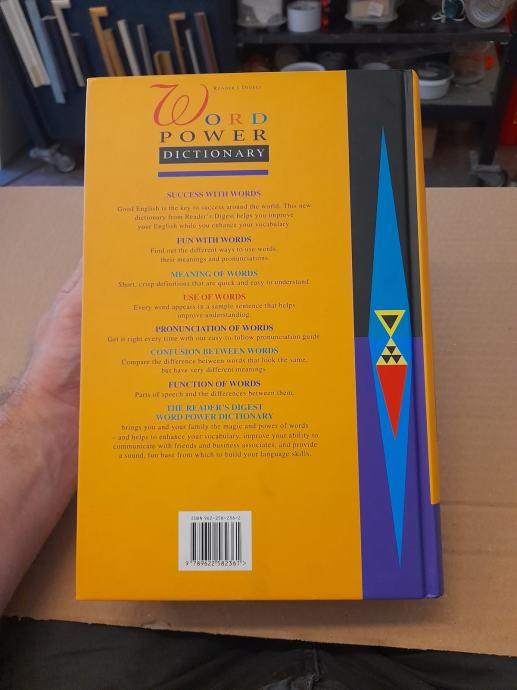 READER'S DIGEST
WORD
POWER
DICTIONARY
SUCCESS WITH WORDS
Good English is the key to success around the world. This new
dictionary from Reader's Digest helps you improve
your English while you enhance your vocabulary.
FUN WITH WORDS
Find out the different ways to use words,
their meanings and pronunciations.
MEANING OF WORDS
Short, crisp definitions that are quick and easy to understand.
USE OF WORDS
Every word appears in a sample sentence that helps
improve understanding.
PRONUNCIATION OF WORDS
Get it right every time with our easy-to-follow pronunciation guide.
CONFUSION BETWEEN WORDS
Compare the difference between words that look the same,
but have very different meanings.
FUNCTION OF WORDS
Parts of speech and the differences between them.
THE READER'S DIGEST
WORD POWER DICTIONARY
brings you and your family the magic and power of words
– and helps to enhance your vocabulary, improve your ability to
communicate with friends and business associates, and provide
a sound, fun base from which to build your language skills.
ISBN 962-258-236-2
9 789622 582361 >